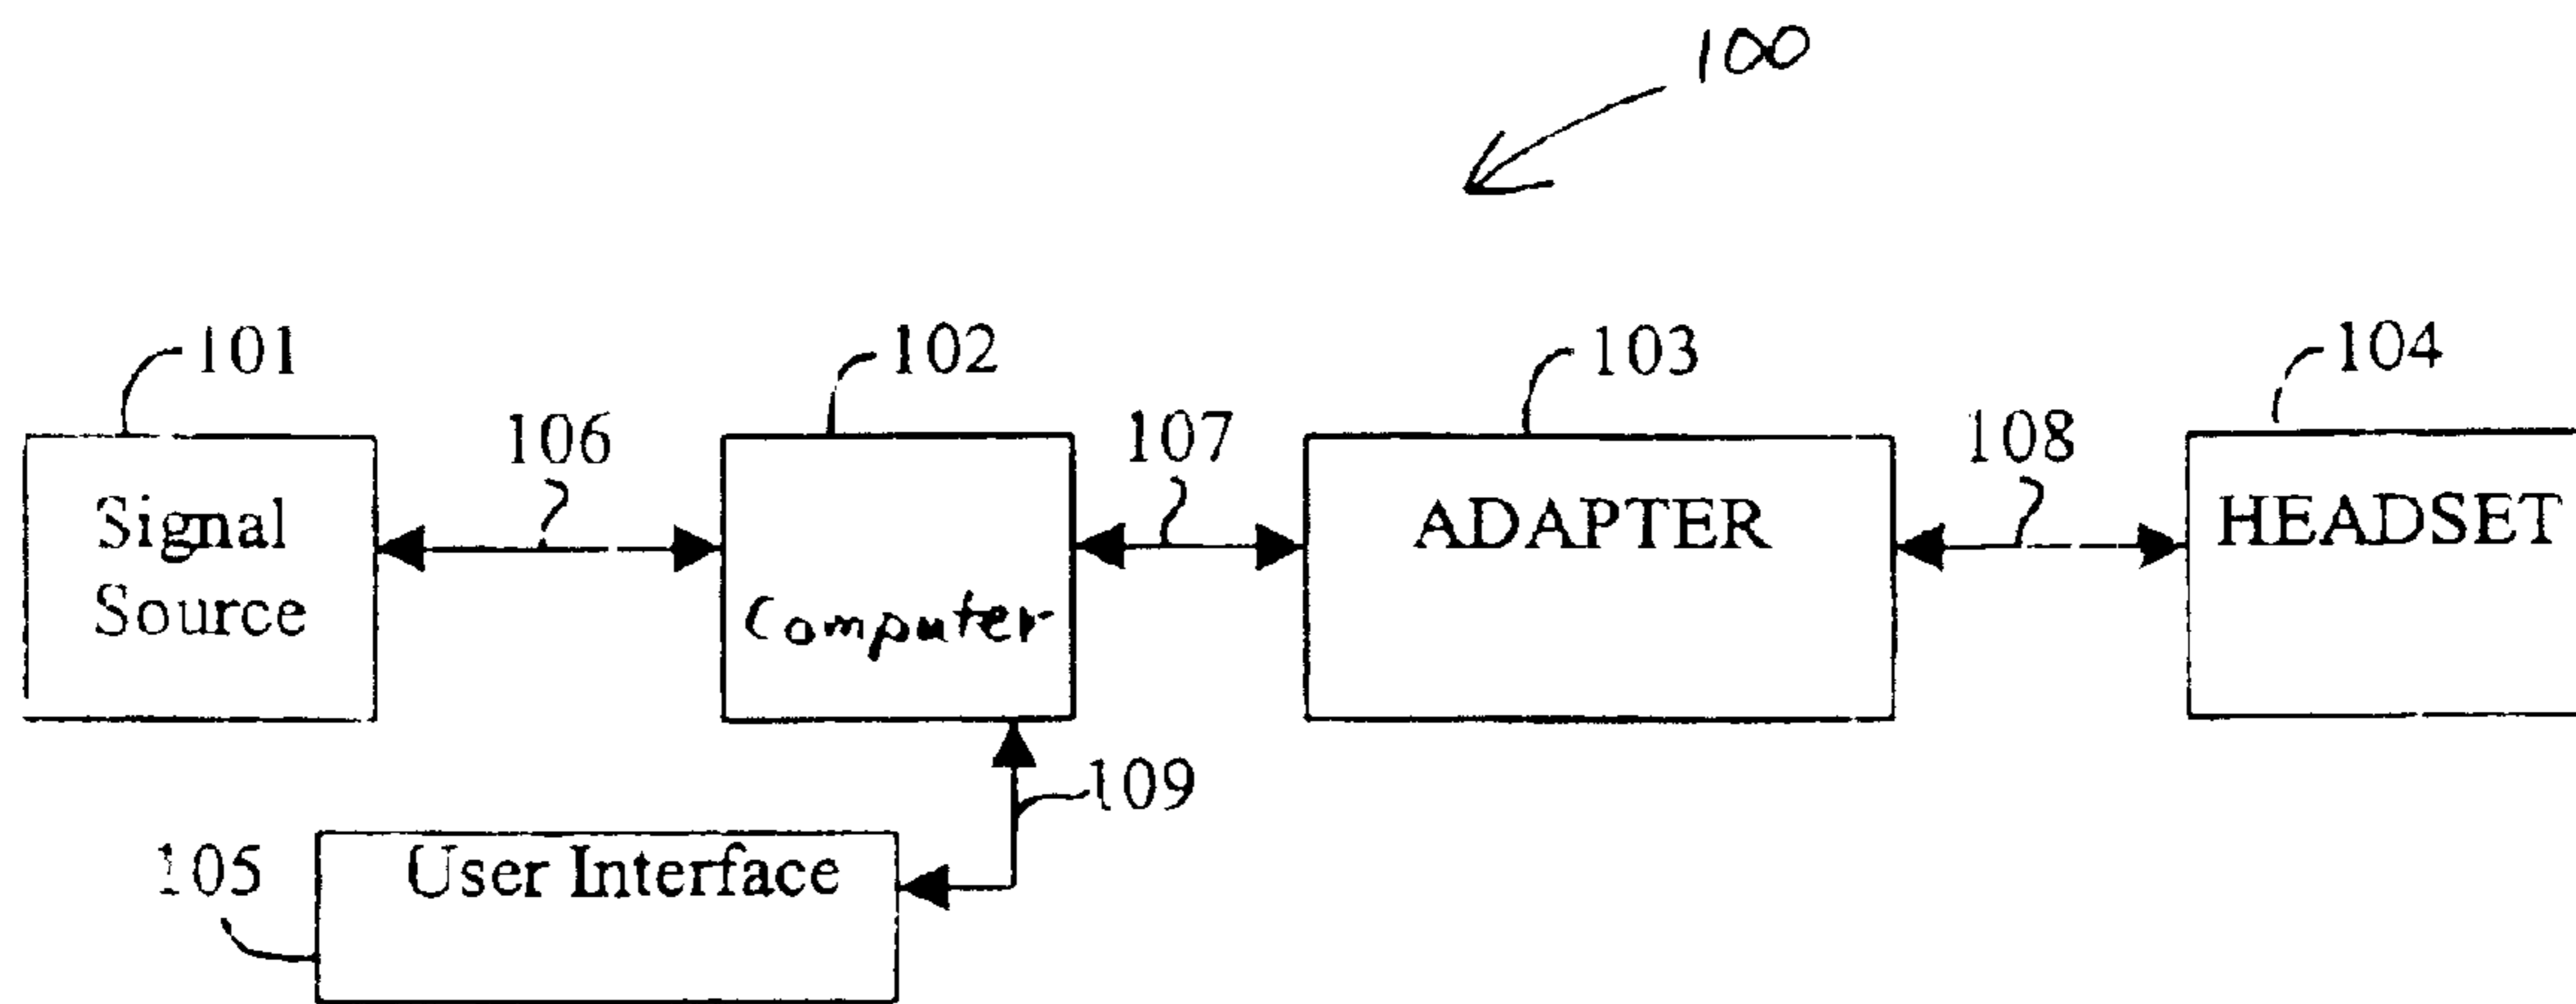 100
101
102
103
104
106
107
108
Signal
Source
Computer
ADAPTER
HEADSET
109
105
User Interface